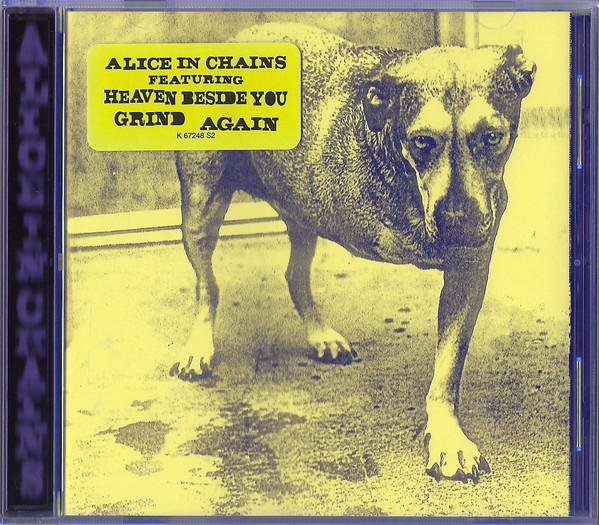 ALICE IN CHAINS
FEATURING
HEAVEN BESIDE YOU
GRIND AGAIN
K 67248 S2
ALICE IN CHAINS